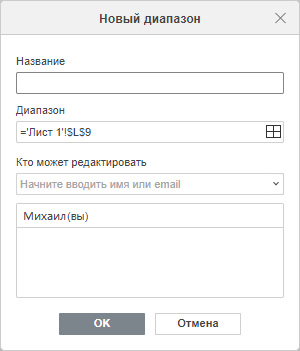 Новый диапазон
Название
Диапазон
='Лист 1'!$L$9
Кто может редактировать
Начните вводить имя или email
Михаил(вы)
OK
Отмена